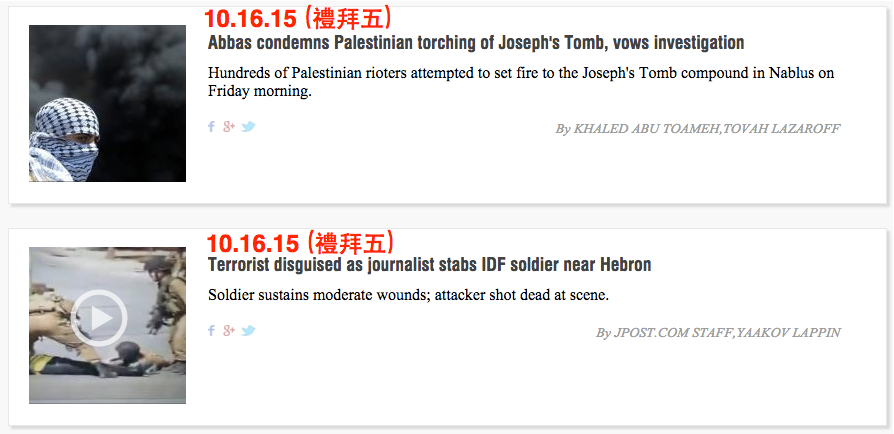 10.16.15 (禮拜五)
Abbas condemns Palestinian torching of Joseph's Tomb, vows investigation
Hundreds of Palestinian rioters attempted to set fire to the Joseph's Tomb compound in Nablus on
Friday morning.
f g+
By KHALED ABU TOAMEH,TOVAH LAZAROFF
10.16.15 (禮拜五)
Terrorist disguised as journalist stabs IDF soldier near Hebron
Soldier sustains moderate wounds; attacker shot dead at scene.
f g+
By JPOST.COM STAFF,YAAKOV LAPPIN